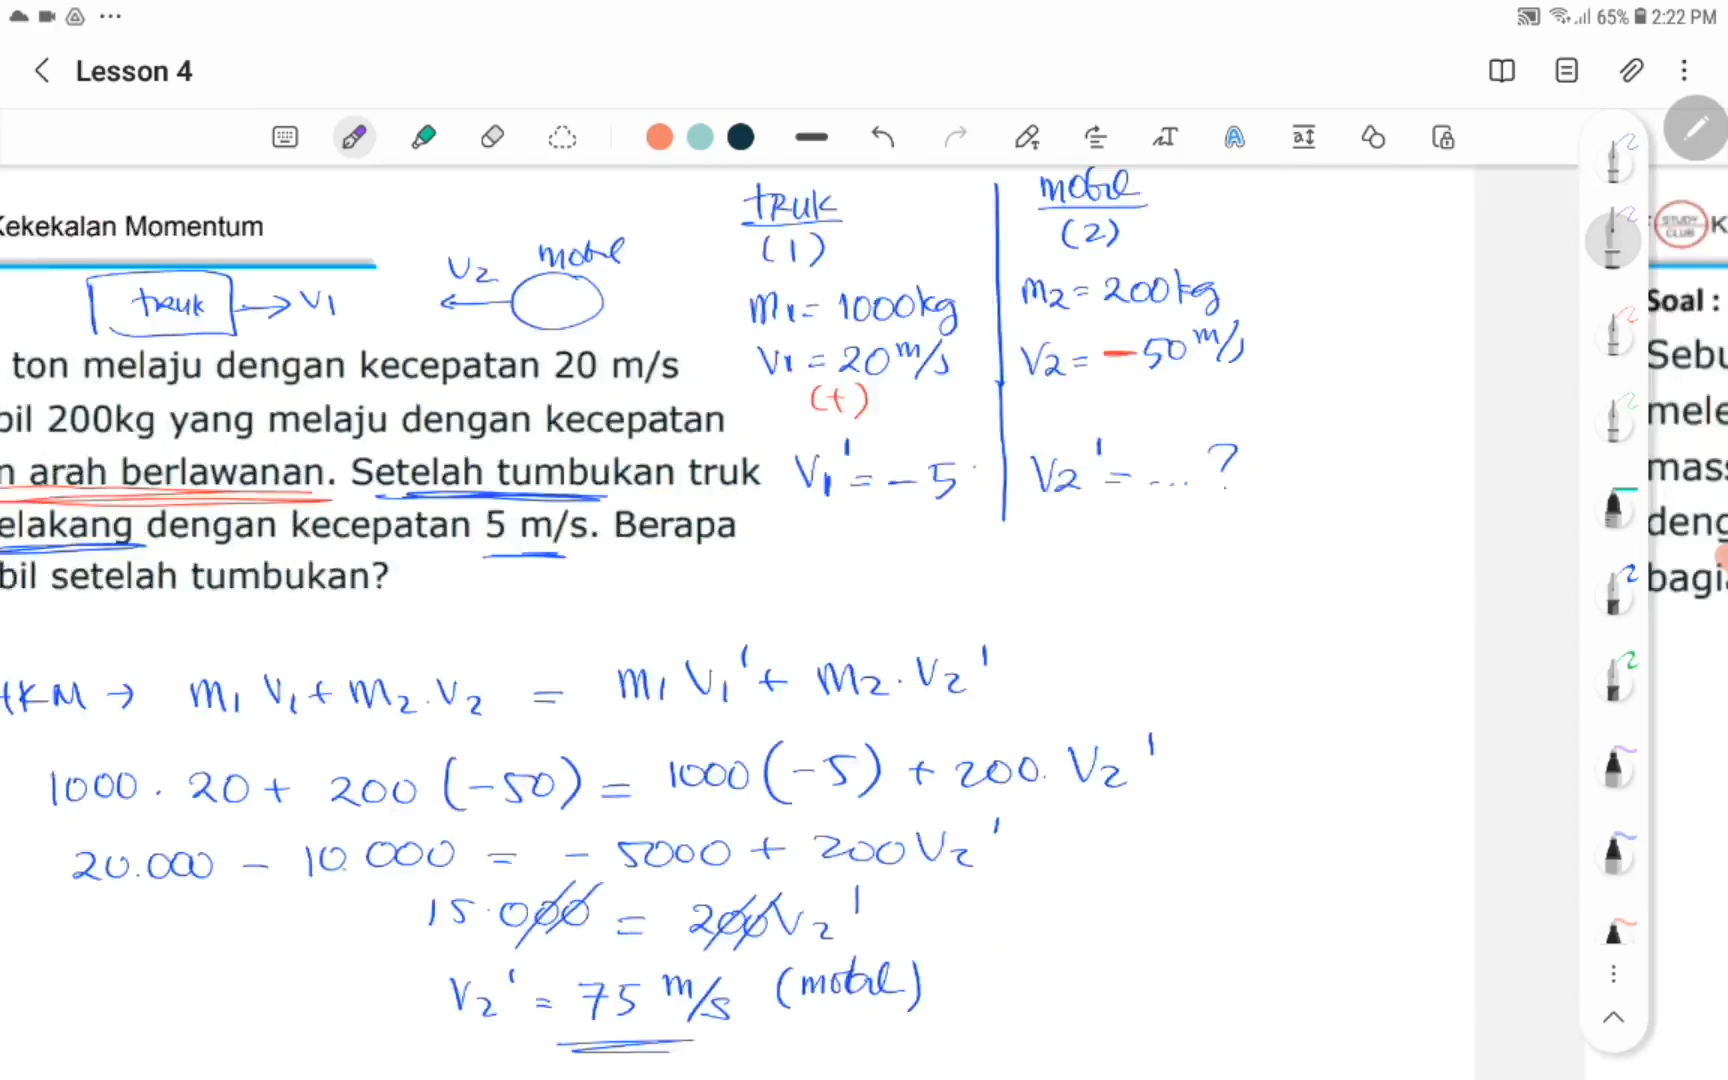 65% 2:22 PM
Lesson 4
Kekekalan Momentum
truk
(1)
mobil
(2)
truk → V1
V2 mobil
m1 = 1000kg
V1 = 20 m/s
(+)
V1' = -5
m2 = 200kg
V2 = -50 m/s
V2' = ... ?
ton melaju dengan kecepatan 20 m/s
bil 200kg yang melaju dengan kecepatan
n arah berlawanan. Setelah tumbukan truk
elakang dengan kecepatan 5 m/s. Berapa
bil setelah tumbukan?
HKM → m1 V1 + m2 . V2 = m1 V1' + m2 . V2'
1000 . 20 + 200 (-50) = 1000 (-5) + 200. V2'
20.000 - 10.000 = - 5000 + 200 V2'
15.000 = 200 V2'
V2' = 75 m/s (mobil)
STUDY
CLUB
K
Soal :
Sebu
mele
mass
deng
bagia